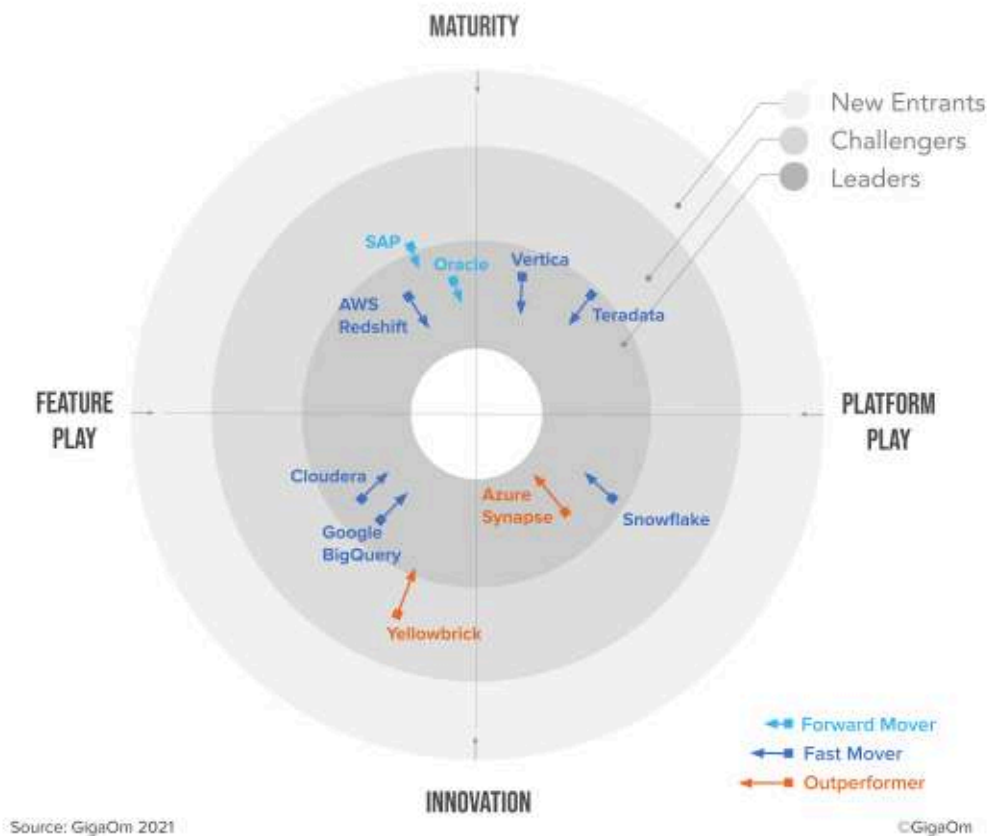 MATURITY
New Entrants
Challengers
Leaders
SAP
Oracle
Vertica
AWS
Redshift
Teradata
FEATURE
PLAY
PLATFORM
PLAY
Cloudera
Azure
Synapse
Snowflake
Google
BigQuery
Yellowbrick
Forward Mover
Fast Mover
Outperformer
INNOVATION
Source: GigaOm 2021
©GigaOm